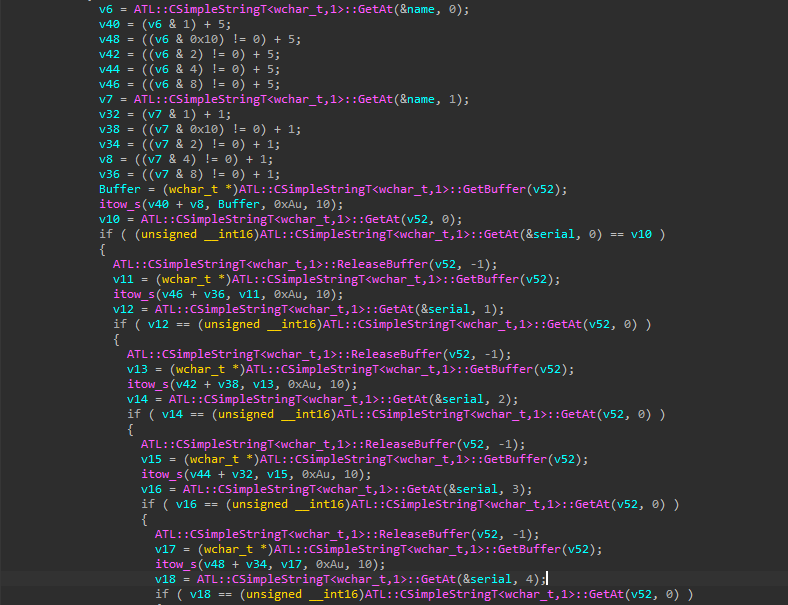 v6 = ATL::CSimpleStringT<wchar_t,1>::GetAt(&name, 0);
v40 = (v6 & 1) + 5;
v48 = ((v6 & 0x10) != 0) + 5;
v42 = ((v6 & 2) != 0) + 5;
v44 = ((v6 & 4) != 0) + 5;
v46 = ((v6 & 8) != 0) + 5;
v7 = ATL::CSimpleStringT<wchar_t,1>::GetAt(&name, 1);
v32 = (v7 & 1) + 1;
v38 = ((v7 & 0x10) != 0) + 1;
v34 = ((v7 & 2) != 0) + 1;
v8 = ((v7 & 4) != 0) + 1;
v36 = ((v7 & 8) != 0) + 1;
Buffer = (wchar_t *)ATL::CSimpleStringT<wchar_t,1>::GetBuffer(v52);
itow_s(v40 + v8, Buffer, 0xAu, 10);
v10 = ATL::CSimpleStringT<wchar_t,1>::GetAt(v52, 0);
if ( (unsigned __int16)ATL::CSimpleStringT<wchar_t,1>::GetAt(&serial, 0) == v10 )
{
ATL::CSimpleStringT<wchar_t,1>::ReleaseBuffer(v52, -1);
v11 = (wchar_t *)ATL::CSimpleStringT<wchar_t,1>::GetBuffer(v52);
itow_s(v46 + v36, v11, 0xAu, 10);
v12 = ATL::CSimpleStringT<wchar_t,1>::GetAt(&serial, 1);
if ( v12 == (unsigned __int16)ATL::CSimpleStringT<wchar_t,1>::GetAt(v52, 0) )
{
ATL::CSimpleStringT<wchar_t,1>::ReleaseBuffer(v52, -1);
v13 = (wchar_t *)ATL::CSimpleStringT<wchar_t,1>::GetBuffer(v52);
itow_s(v42 + v38, v13, 0xAu, 10);
v14 = ATL::CSimpleStringT<wchar_t,1>::GetAt(&serial, 2);
if ( v14 == (unsigned __int16)ATL::CSimpleStringT<wchar_t,1>::GetAt(v52, 0) )
{
ATL::CSimpleStringT<wchar_t,1>::ReleaseBuffer(v52, -1);
v15 = (wchar_t *)ATL::CSimpleStringT<wchar_t,1>::GetBuffer(v52);
itow_s(v44 + v32, v15, 0xAu, 10);
v16 = ATL::CSimpleStringT<wchar_t,1>::GetAt(&serial, 3);
if ( v16 == (unsigned __int16)ATL::CSimpleStringT<wchar_t,1>::GetAt(v52, 0) )
{
ATL::CSimpleStringT<wchar_t,1>::ReleaseBuffer(v52, -1);
v17 = (wchar_t *)ATL::CSimpleStringT<wchar_t,1>::GetBuffer(v52);
itow_s(v48 + v34, v17, 0xAu, 10);
v18 = ATL::CSimpleStringT<wchar_t,1>::GetAt(&serial, 4);
if ( v18 == (unsigned __int16)ATL::CSimpleStringT<wchar_t,1>::GetAt(v52, 0) )